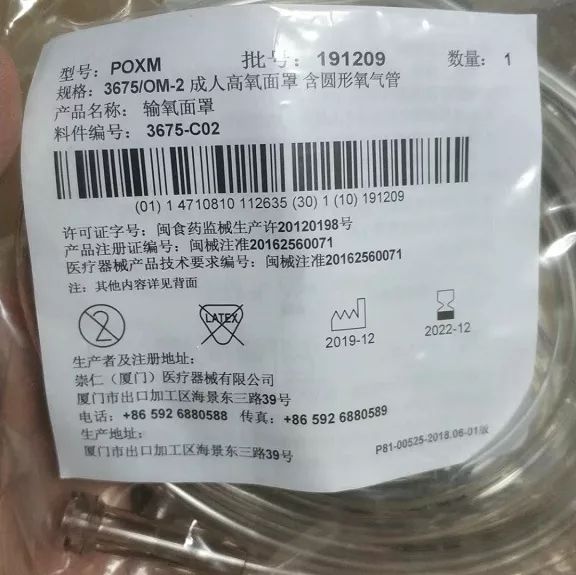 型号: POXM 批号: 191209 数量: 1
规格: 3675/OM-2 成人高氧面罩 含圆形氧气管
产品名称: 输氧面罩
料件编号: 3675-C02
(01) 1 4710810 112635 (30) 1 (10) 191209
许可证字号: 闽食药监械生产许20120198号
产品注册证编号: 闽械注准20162560071
医疗器械产品技术要求编号: 闽械注准20162560071
注: 其他内容详见背面
2 LATEX
2019-12 2022-12
生产者及注册地址:
崇仁(厦门)医疗器械有限公司
厦门市出口加工区海景东三路39号
电话: +86 592 6880588 传真: +86 592 6880589
生产地址:
厦门市出口加工区海景东三路39号
P81-00525-2018.06-01版